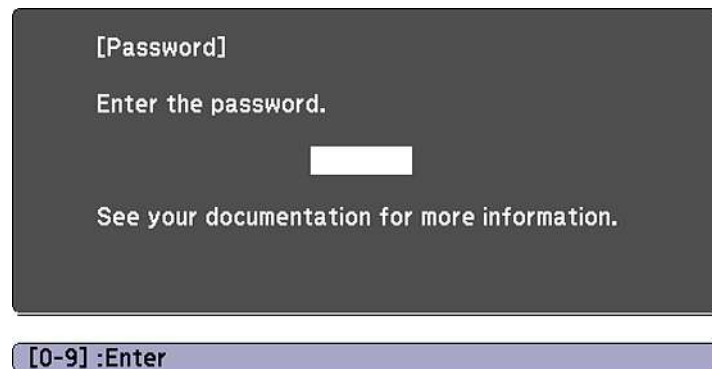 [Password]
Enter the password.
See your documentation for more information.
[0-9] :Enter